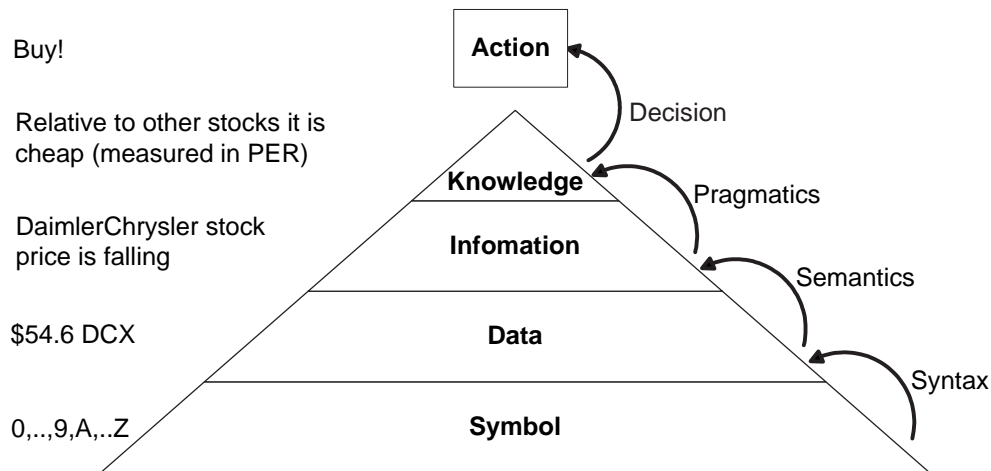 Buy!
Action
Decision
Relative to other stocks it is
cheap (measured in PER)
Knowledge
Pragmatics
DaimlerChrysler stock
price is falling
Infomation
Semantics
$54.6 DCX
Data
Syntax
0,..,9,A,..Z
Symbol